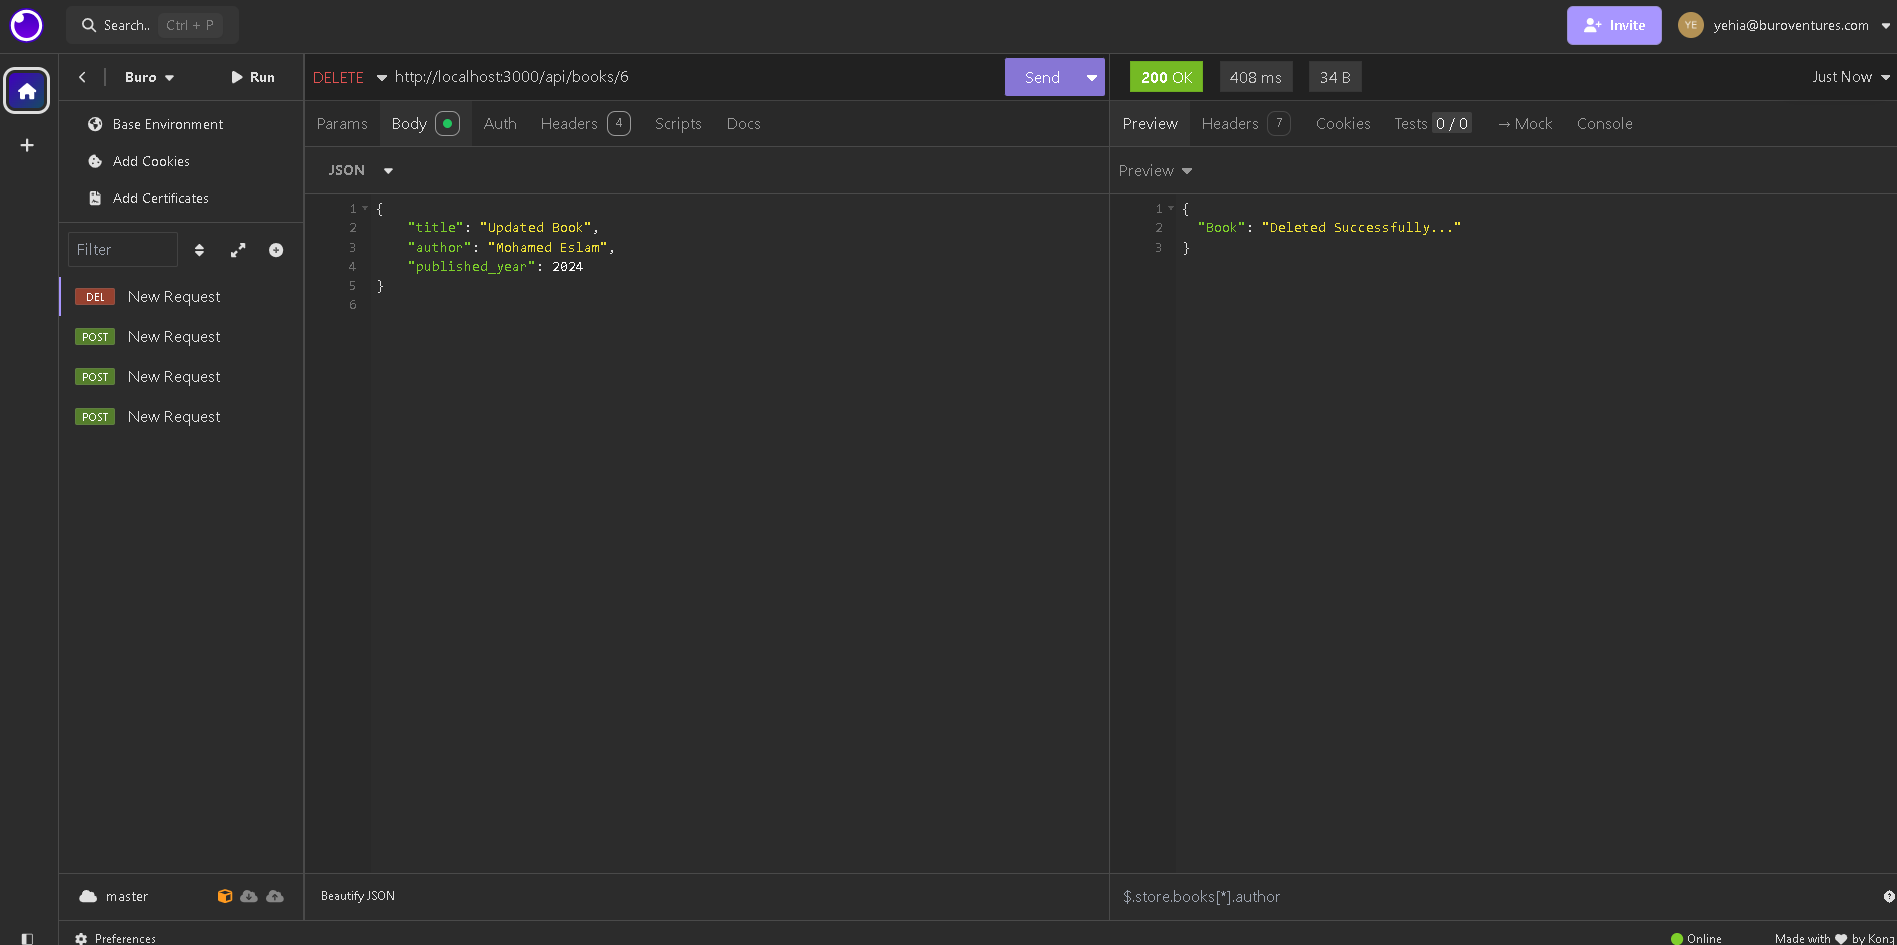 Search.. Ctrl + P
Invite
YE yehia@buroventures.com
Buro
Run
Base Environment
Add Cookies
Add Certificates
Filter
DEL New Request
POST New Request
POST New Request
POST New Request
master
Preferences
DELETE http://localhost:3000/api/books/6
Send
Params Body Auth Headers 4 Scripts Docs
JSON
1 {
2 "title": "Updated Book",
3 "author": "Mohamed Eslam",
4 "published_year": 2024
5 }
6
Beautify JSON
200 OK 408 ms 34 B
Just Now
Preview Headers 7 Cookies Tests 0 / 0 → Mock Console
Preview
1 {
2 "Book": "Deleted Successfully..."
3 }
$.store.books[*].author
Online
Made with ♥ by Kong